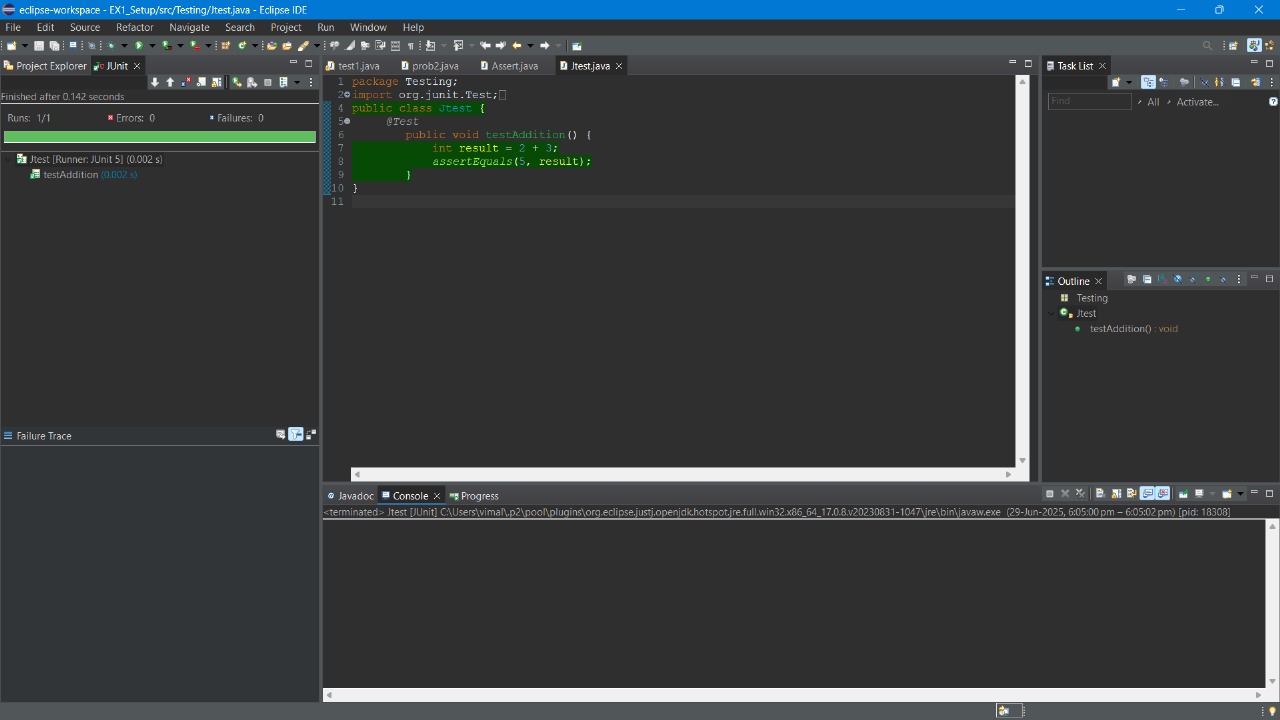 eclipse-workspace - EX1_Setup/src/Testing/Jtest.java - Eclipse IDE
File Edit Source Refactor Navigate Search Project Run Window Help
Project Explorer JUnit
Finished after 0.142 seconds
Runs: 1/1 Errors: 0 Failures: 0
Jtest [Runner: JUnit 5] (0.002 s)
testAddition (0.002 s)
Failure Trace
test1.java prob2.java Assert.java Jtest.java
1 package Testing;
2 import org.junit.Test;
4 public class Jtest {
5 @Test
6 public void testAddition() {
7 int result = 2 + 3;
8 assertEquals(5, result);
9 }
10 }
11
Task List
Find All Activate...
Outline
Testing
Jtest
testAddition() : void
Javadoc Console Progress
<terminated> Jtest [JUnit] C:\Users\vimal\.p2\pool\plugins\org.eclipse.justj.openjdk.hotspot.jre.full.win32.x86_64_17.0.8.v20230831-1047\jre\bin\javaw.exe (29-Jun-2025, 6:05:00 pm – 6:05:02 pm) [pid: 18308]